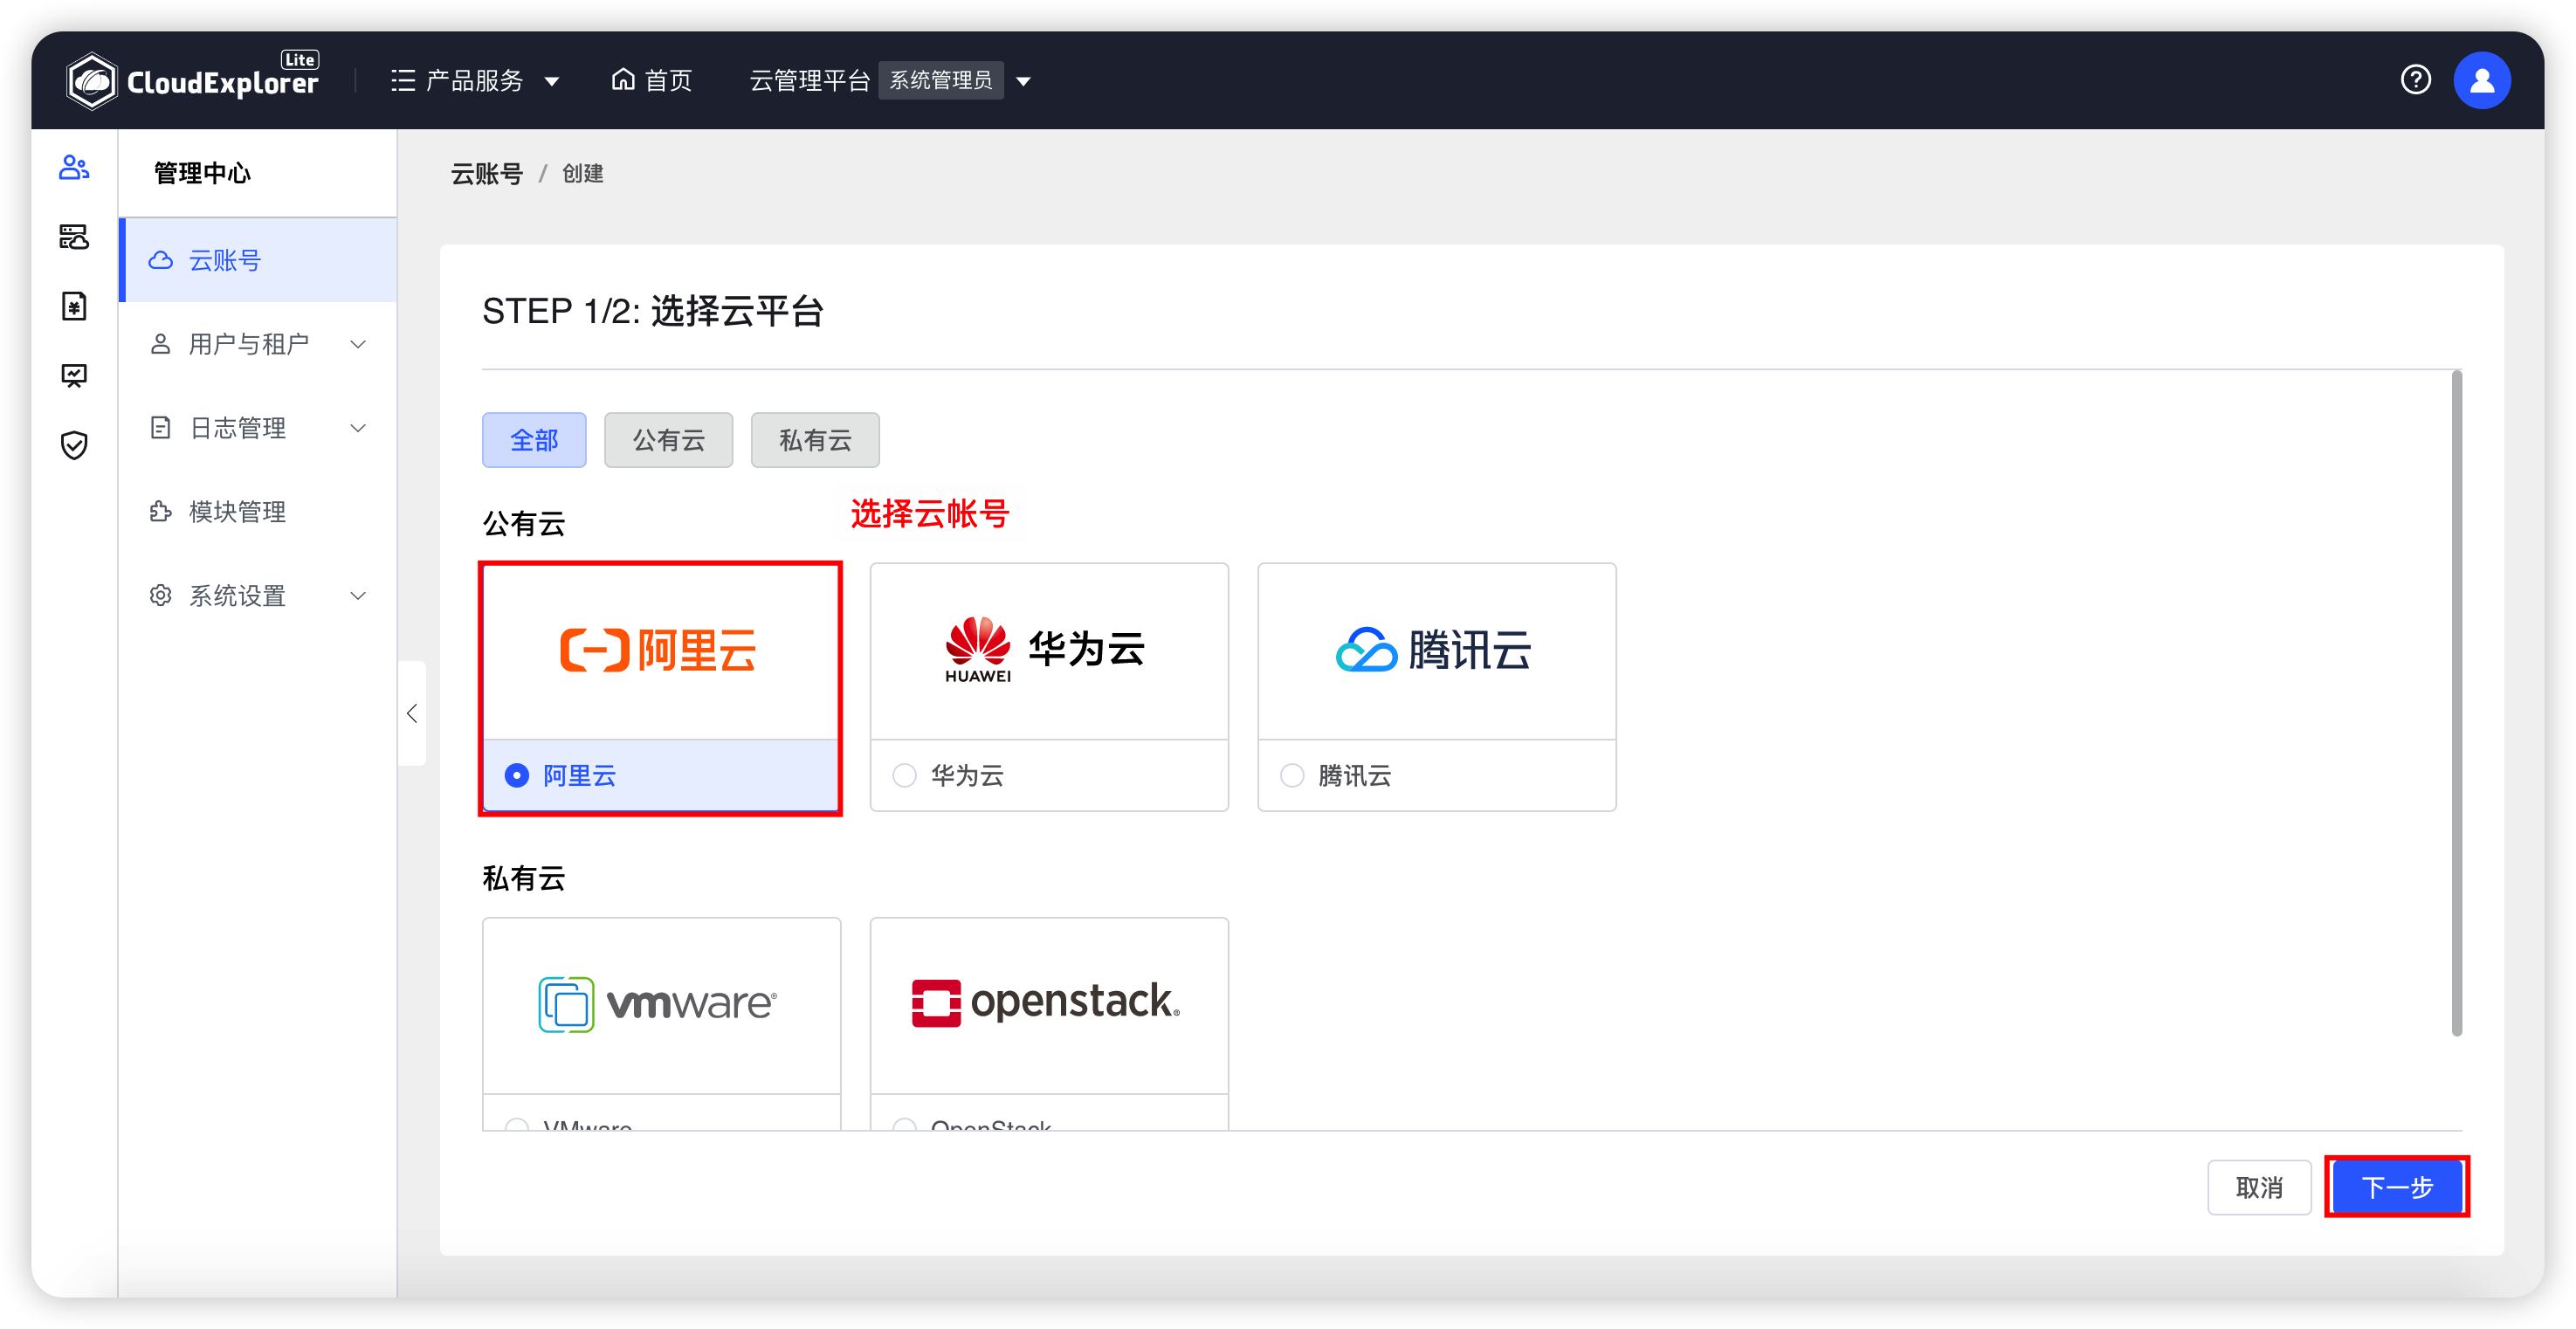 CloudExplorer Lite
产品服务
首页
云管理平台 系统管理员
管理中心
云账号
用户与租户
日志管理
模块管理
系统设置
云账号 / 创建
STEP 1/2: 选择云平台
全部 公有云 私有云
公有云
选择云帐号
阿里云
HUAWEI 华为云
腾讯云
阿里云
华为云
腾讯云
私有云
vmware®
openstack®
VMware
OpenStack
取消
下一步